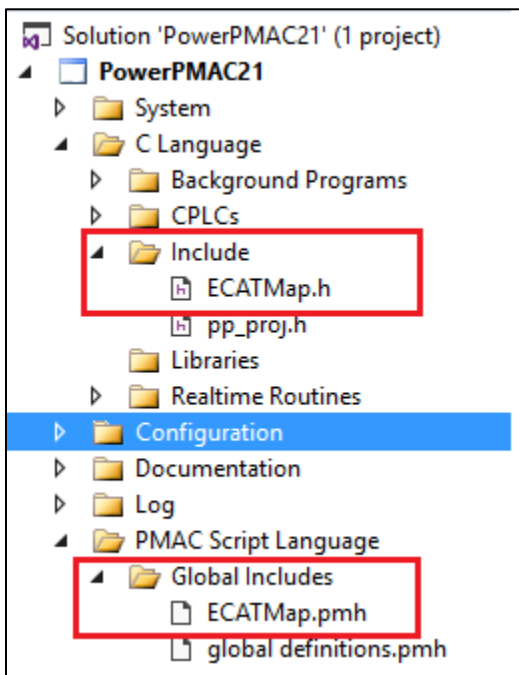 Solution 'PowerPMAC21' (1 project)
PowerPMAC21
System
C Language
Background Programs
CPLCs
Include
ECATMap.h
pp_proj.h
Libraries
Realtime Routines
Configuration
Documentation
Log
PMAC Script Language
Global Includes
ECATMap.pmh
global definitions.pmh